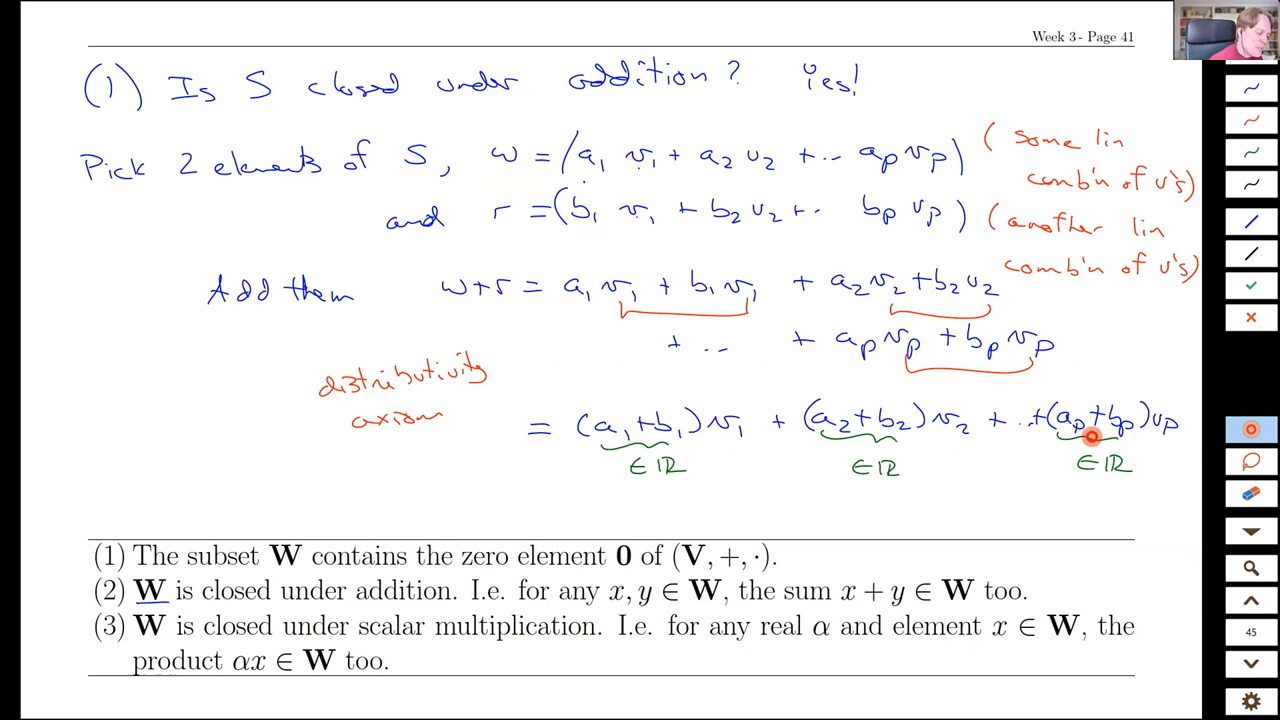 Week 3 - Page 41
(1) Is S closed under addition? Yes!
Pick 2 elements of S, w = (a₁ v₁ + a₂ v₂ + ... aₚ vₚ) (some lin combʼn of v's)
and r = (b₁ v₁ + b₂ v₂ + ... bₚ vₚ) (another lin combʼn of v's)
Add them w+r = a₁ v₁ + b₁ v₁ + a₂ v₂ + b₂ v₂
+ ... + aₚ vₚ + bₚ vₚ
distributivity
axiom
= (a₁+b₁) v₁ + (a₂+b₂) v₂ + ... + (aₚ+bₚ) vₚ
∈ ℝ ∈ ℝ ∈ ℝ
(1) The subset W contains the zero element 0 of (V, +, ·).
(2) W is closed under addition. I.e. for any x, y ∈ W, the sum x + y ∈ W too.
(3) W is closed under scalar multiplication. I.e. for any real α and element x ∈ W, the
product αx ∈ W too.
45